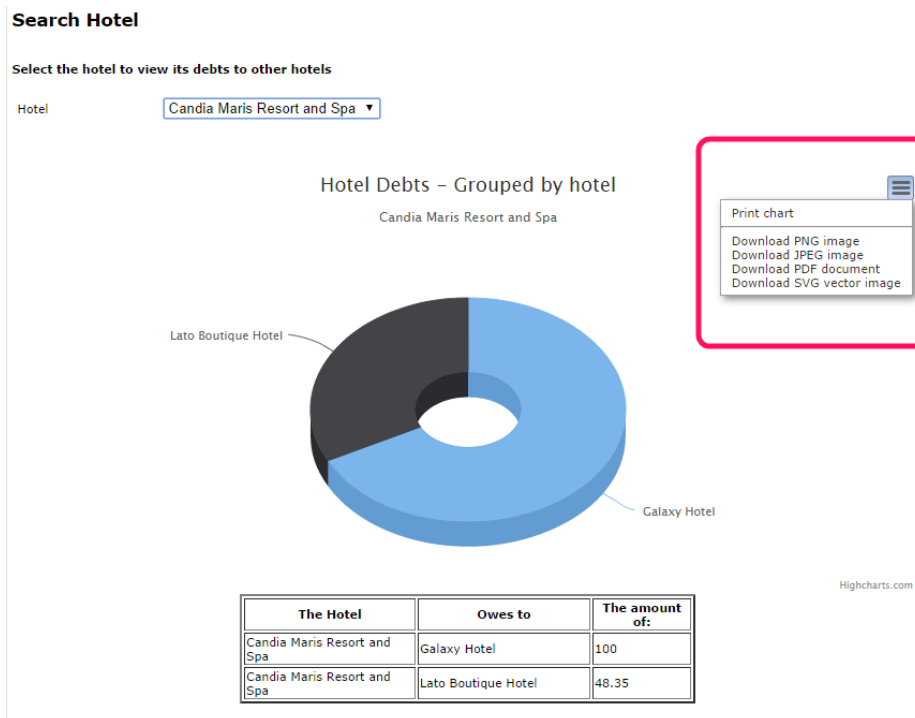 Search Hotel
Select the hotel to view its debts to other hotels
Hotel
Candia Maris Resort and Spa
Hotel Debts - Grouped by hotel
Candia Maris Resort and Spa
Print chart
Download PNG image
Download JPEG image
Download PDF document
Download SVG vector image
Lato Boutique Hotel
Galaxy Hotel
Highcharts.com
The Hotel Owes to The amount
of:
Candia Maris Resort and
Spa Galaxy Hotel 100
Candia Maris Resort and
Spa Lato Boutique Hotel 48.35